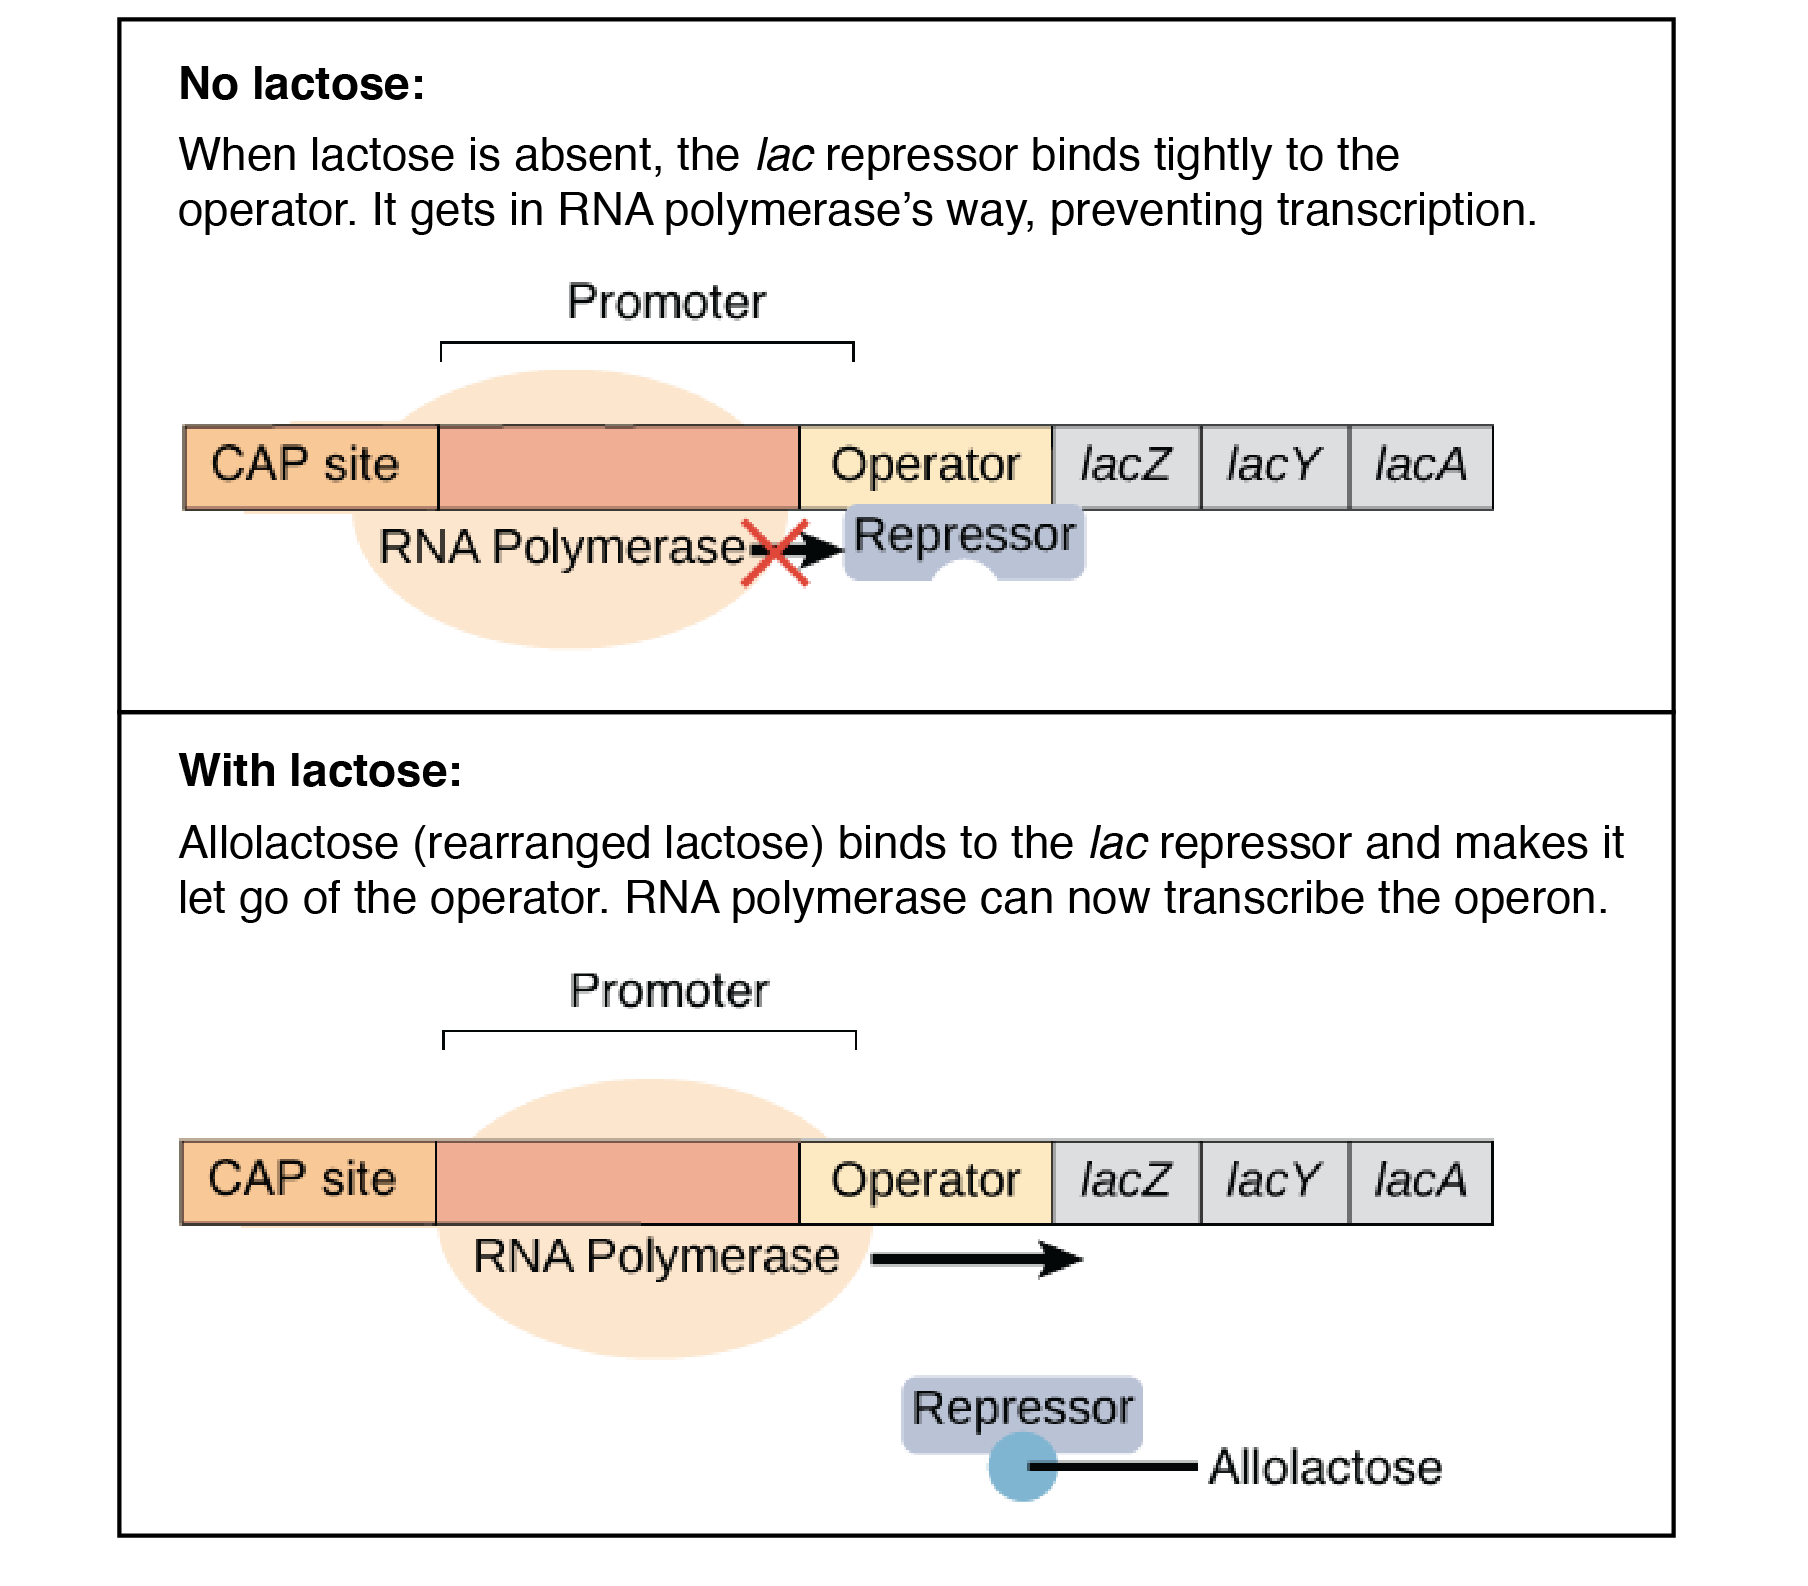 No lactose:
When lactose is absent, the lac repressor binds tightly to the
operator. It gets in RNA polymerase’s way, preventing transcription.
Promoter
CAP site Operator lacZ lacY lacA
RNA Polymerase Repressor
With lactose:
Allolactose (rearranged lactose) binds to the lac repressor and makes it
let go of the operator. RNA polymerase can now transcribe the operon.
Promoter
CAP site Operator lacZ lacY lacA
RNA Polymerase
Repressor
Allolactose